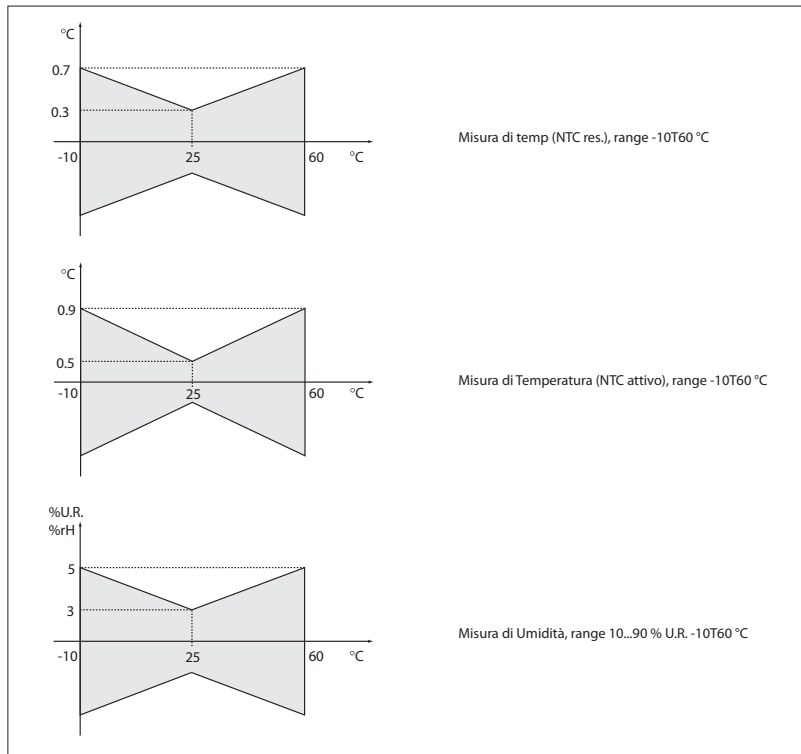 °C
0.7
0.3
-10 25 60 °C
Misura di temp (NTC res.), range -10T60 °C
°C
0.9
0.5
-10 25 60 °C
Misura di Temperatura (NTC attivo), range -10T60 °C
%U.R.
%rH
5
3
-10 25 60 °C
Misura di Umidità, range 10...90 % U.R. -10T60 °C